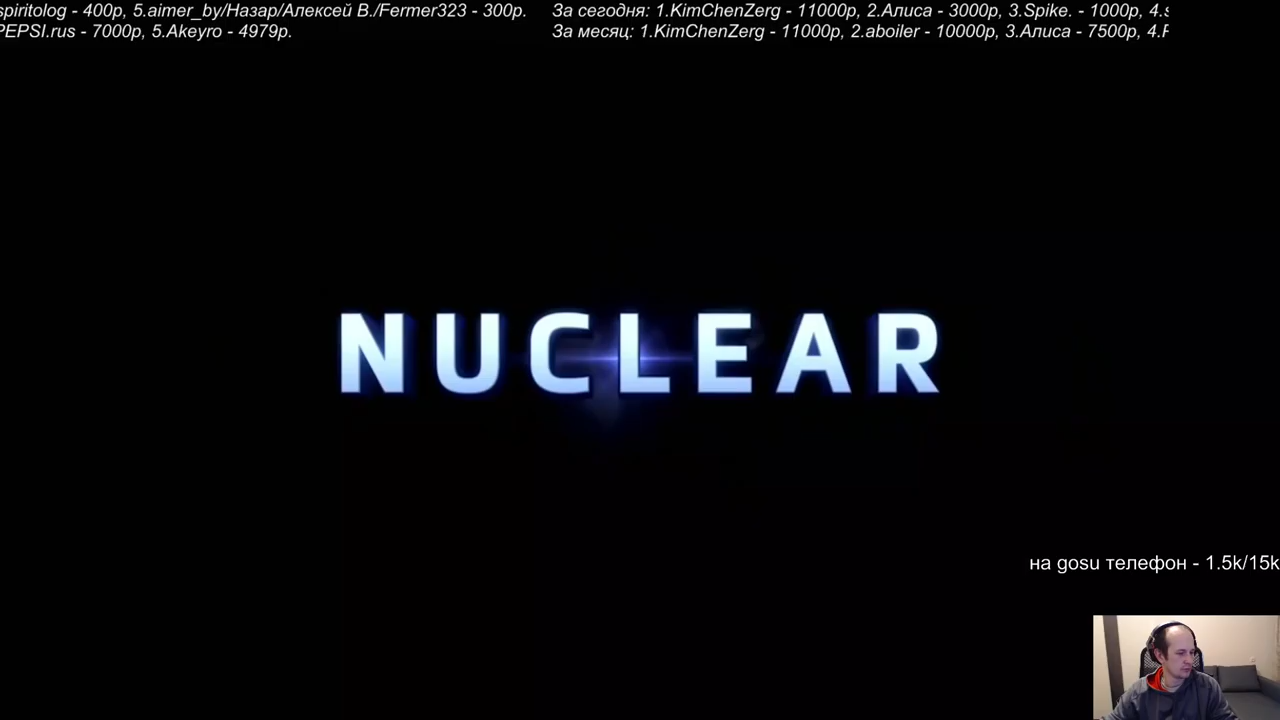 spiritolog - 400р, 5.aimer_by/Назар/Алексей В./Fermer323 - 300р. За сегодня: 1.KimChenZerg - 11000р, 2.Алиса - 3000р, 3.Spike. - 1000р, 4.s
PEPSI.rus - 7000р, 5.Akeyro - 4979р. За месяц: 1.KimChenZerg - 11000р, 2.aboiler - 10000р, 3.Алиса - 7500р, 4.P
NUCLEAR
на gosu телефон - 1.5k/15k